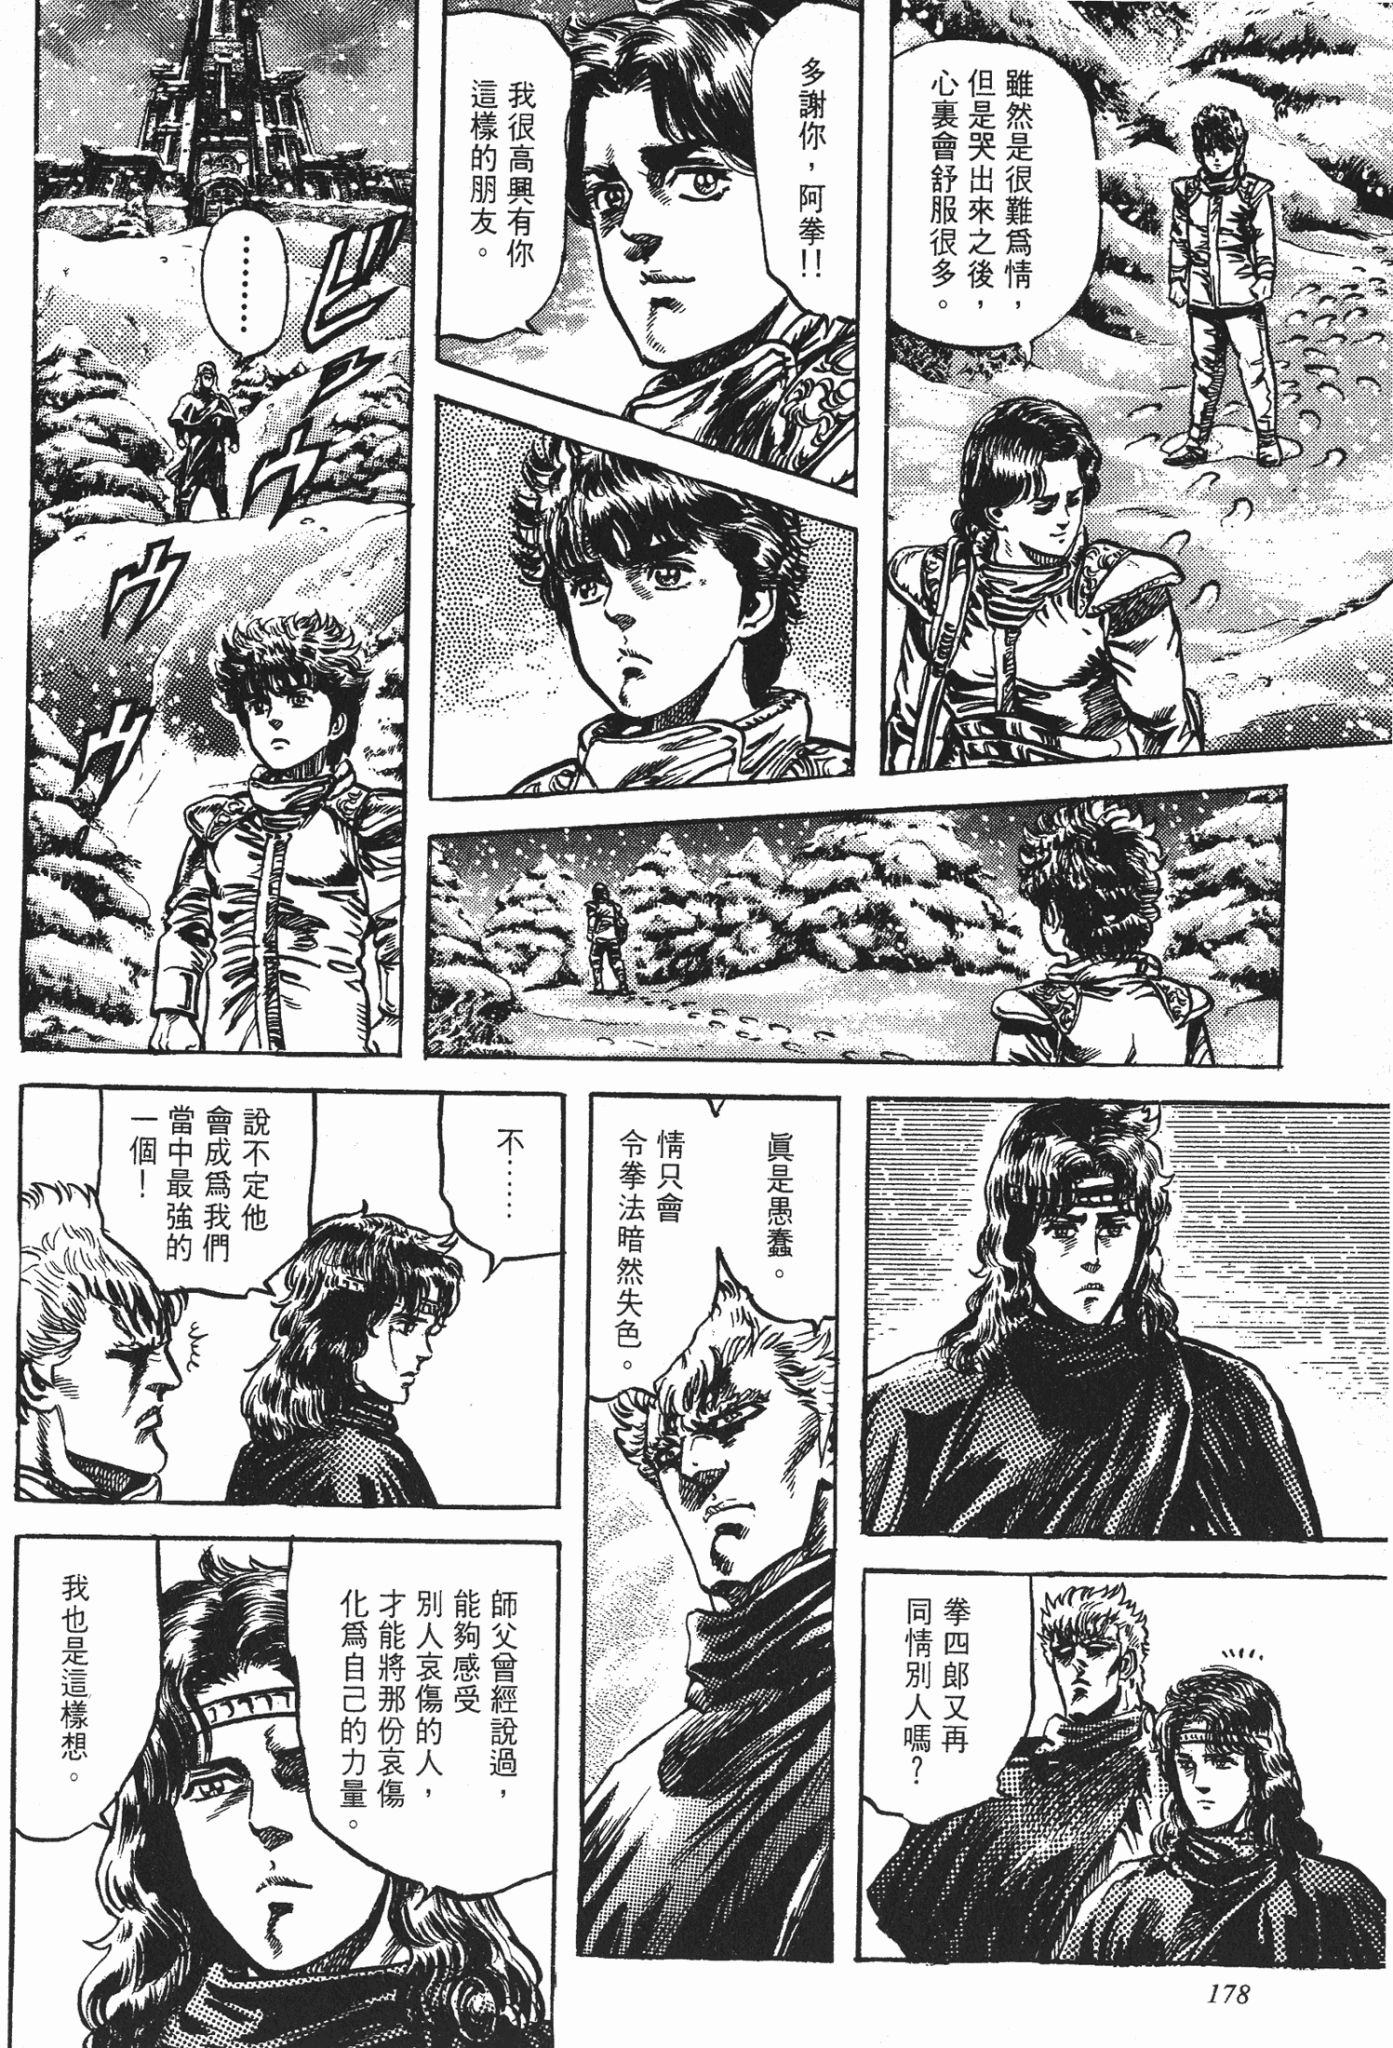 雖然是很難爲情，
但是哭出來之後，
心裏會舒服很多。
多謝你，阿拳!!
我很高興有你
這樣的朋友。
………
ビュウウウ
拳四郎又再
同情別人嗎？
眞是愚蠢。
情只會
令拳法暗然失色。
不……
說不定他
會成爲我們
當中最強的
一個！
師父曾經說過，
能夠感受
別人哀傷的人，
才能將那份哀傷
化爲自己的力量。
我也是這樣想。
178